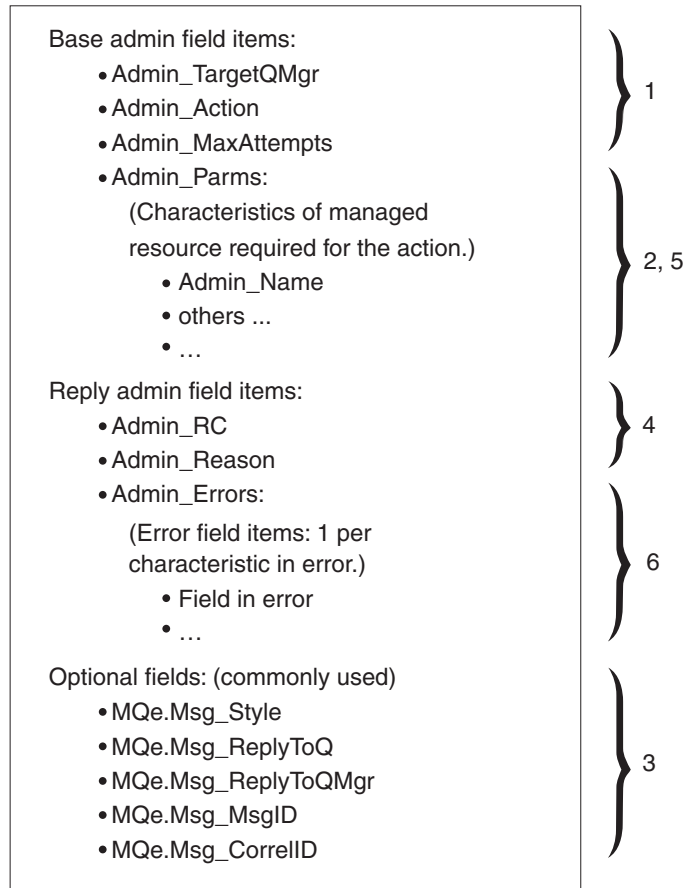 Base admin field items:
• Admin_TargetQMgr
• Admin_Action
• Admin_MaxAttempts
1
• Admin_Parms:
(Characteristics of managed
resource required for the action.)
• Admin_Name
• others ...
• ...
2, 5
Reply admin field items:
• Admin_RC
• Admin_Reason
4
• Admin_Errors:
(Error field items: 1 per
characteristic in error.)
• Field in error
• ...
6
Optional fields: (commonly used)
• MQe.Msg_Style
• MQe.Msg_ReplyToQ
• MQe.Msg_ReplyToQMgr
• MQe.Msg_MsgID
• MQe.Msg_CorrelID
3